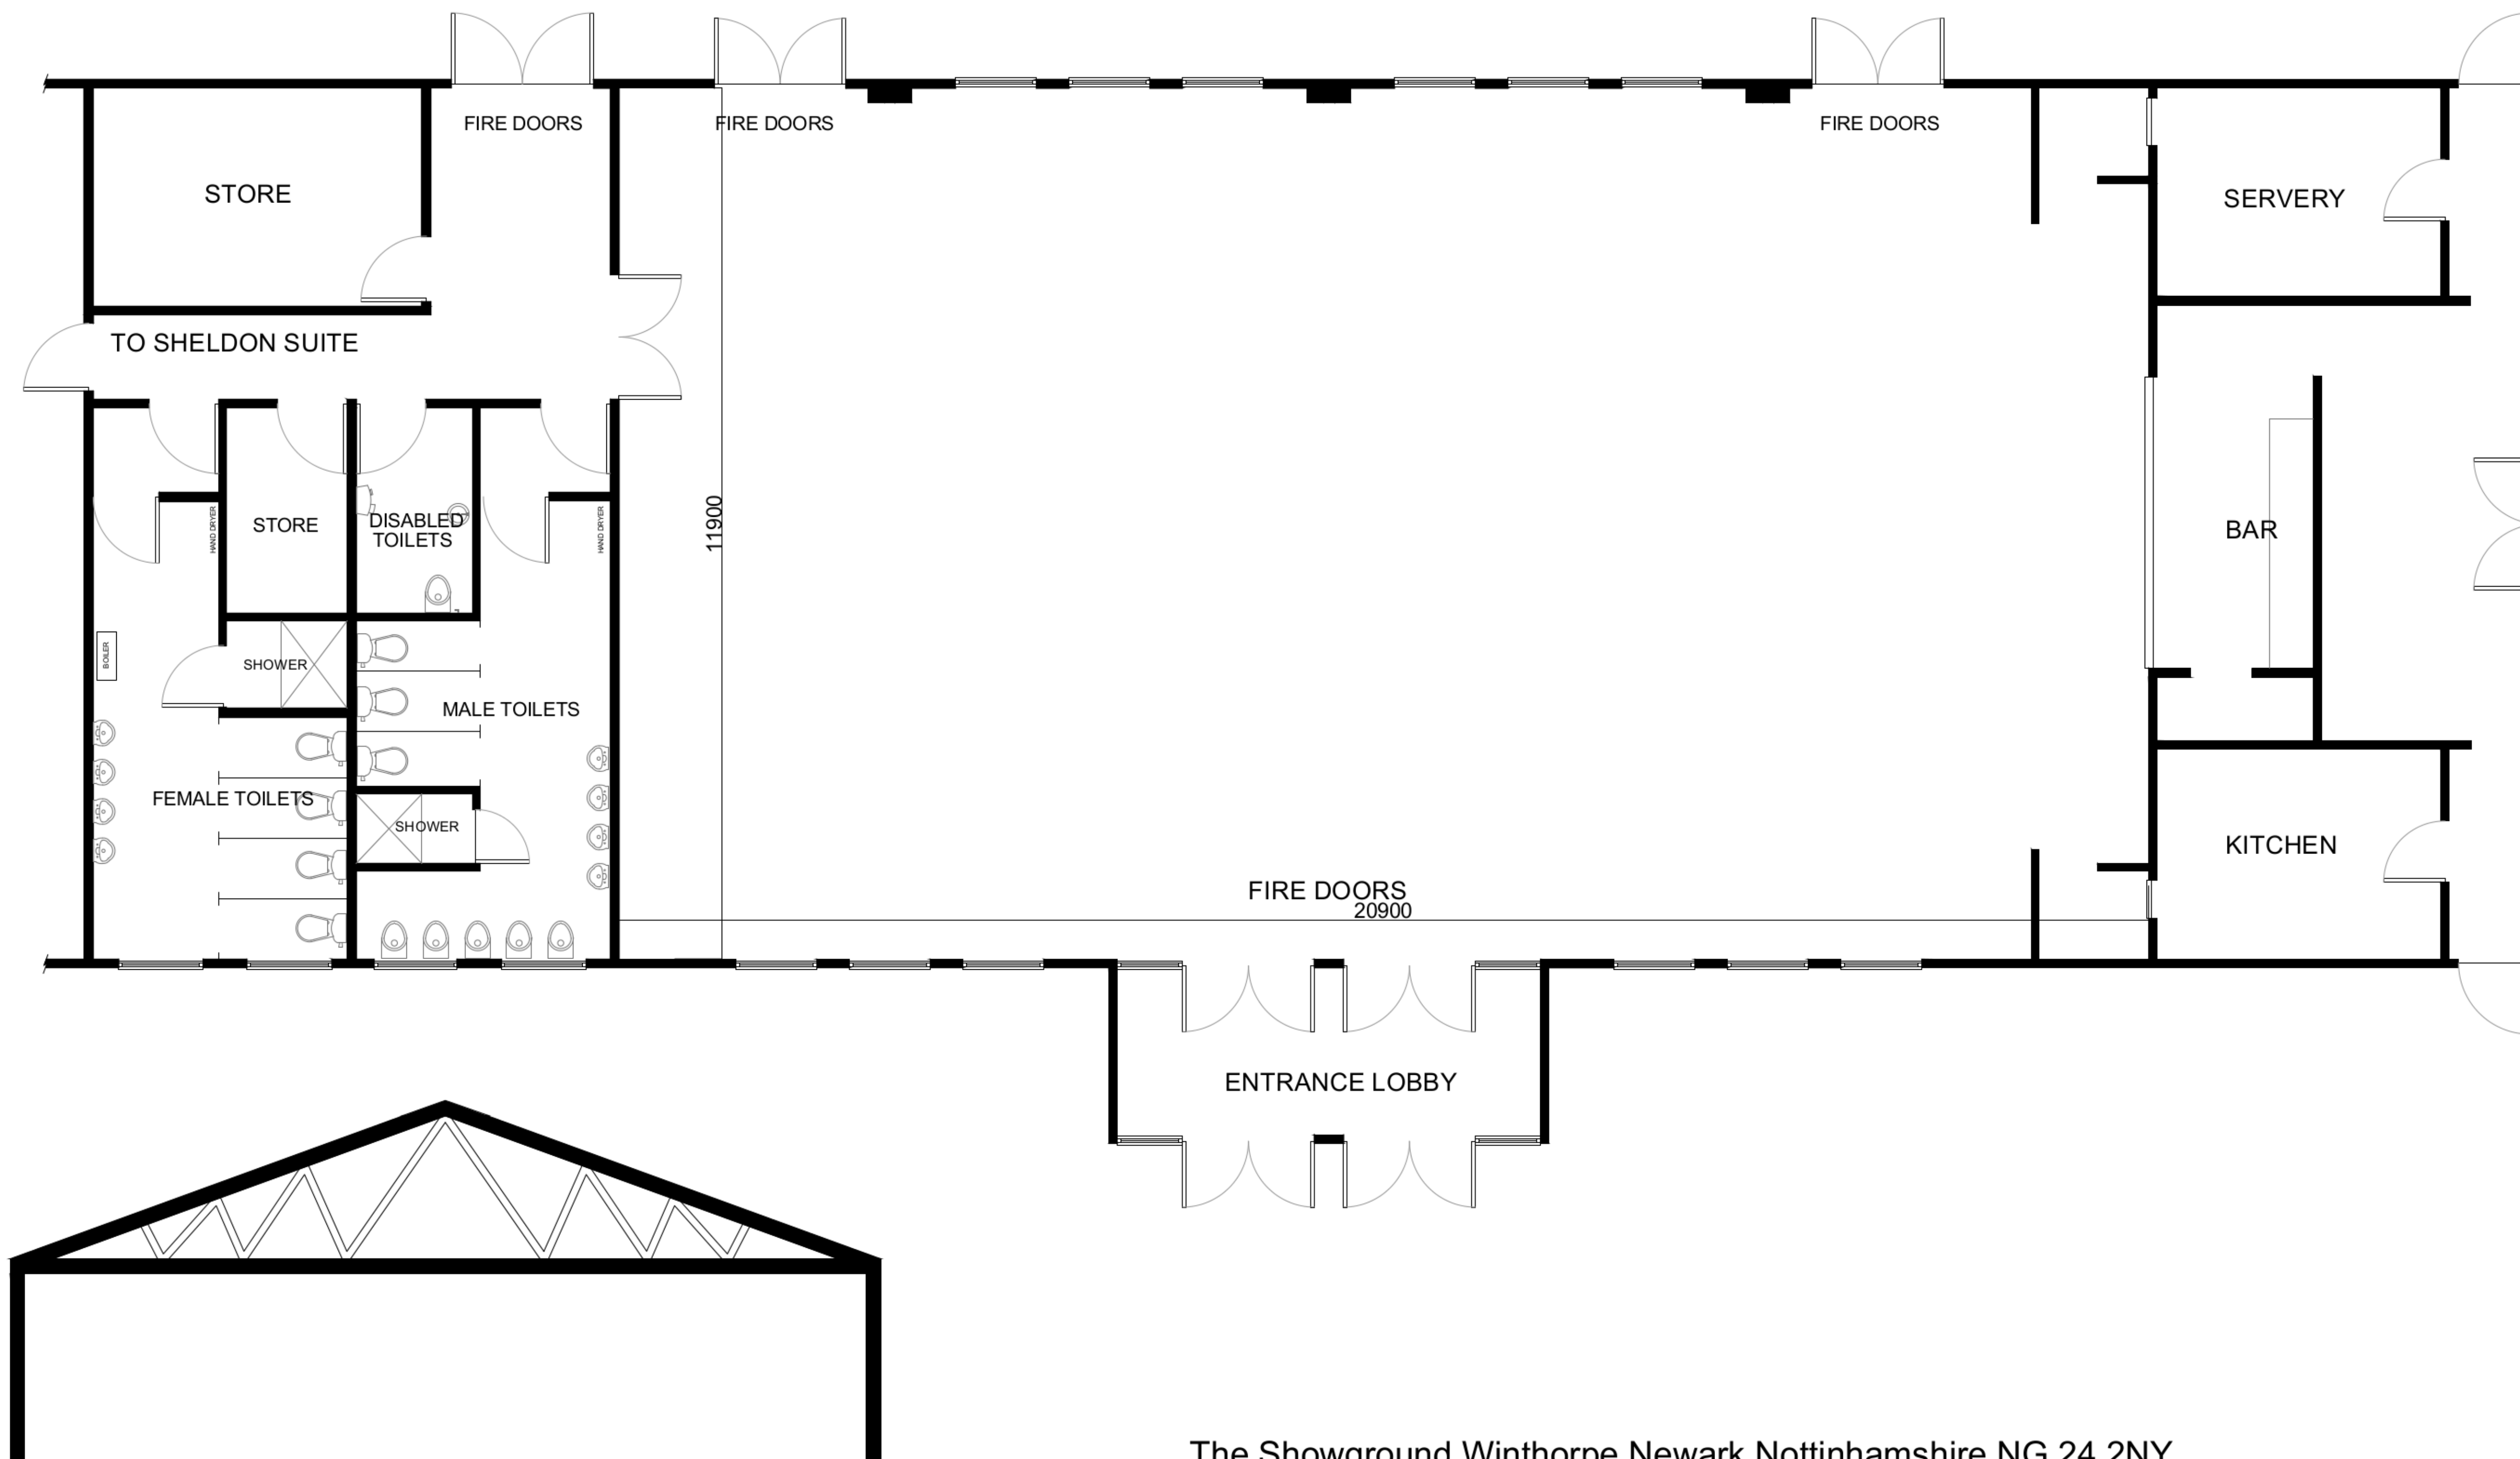 FIRE DOORS
FIRE DOORS
FIRE DOORS
STORE
SERVERY
TO SHELDON SUITE
HAND DRYER
STORE
DISABLED
TOILETS
HAND DRYER
11900
BAR
BOILER
SHOWER
MALE TOILETS
FEMALE TOILETS
SHOWER
KITCHEN
FIRE DOORS
20900
ENTRANCE LOBBY
The Showground Winthorpe Newark Nottinhamshire NG 24 2NY